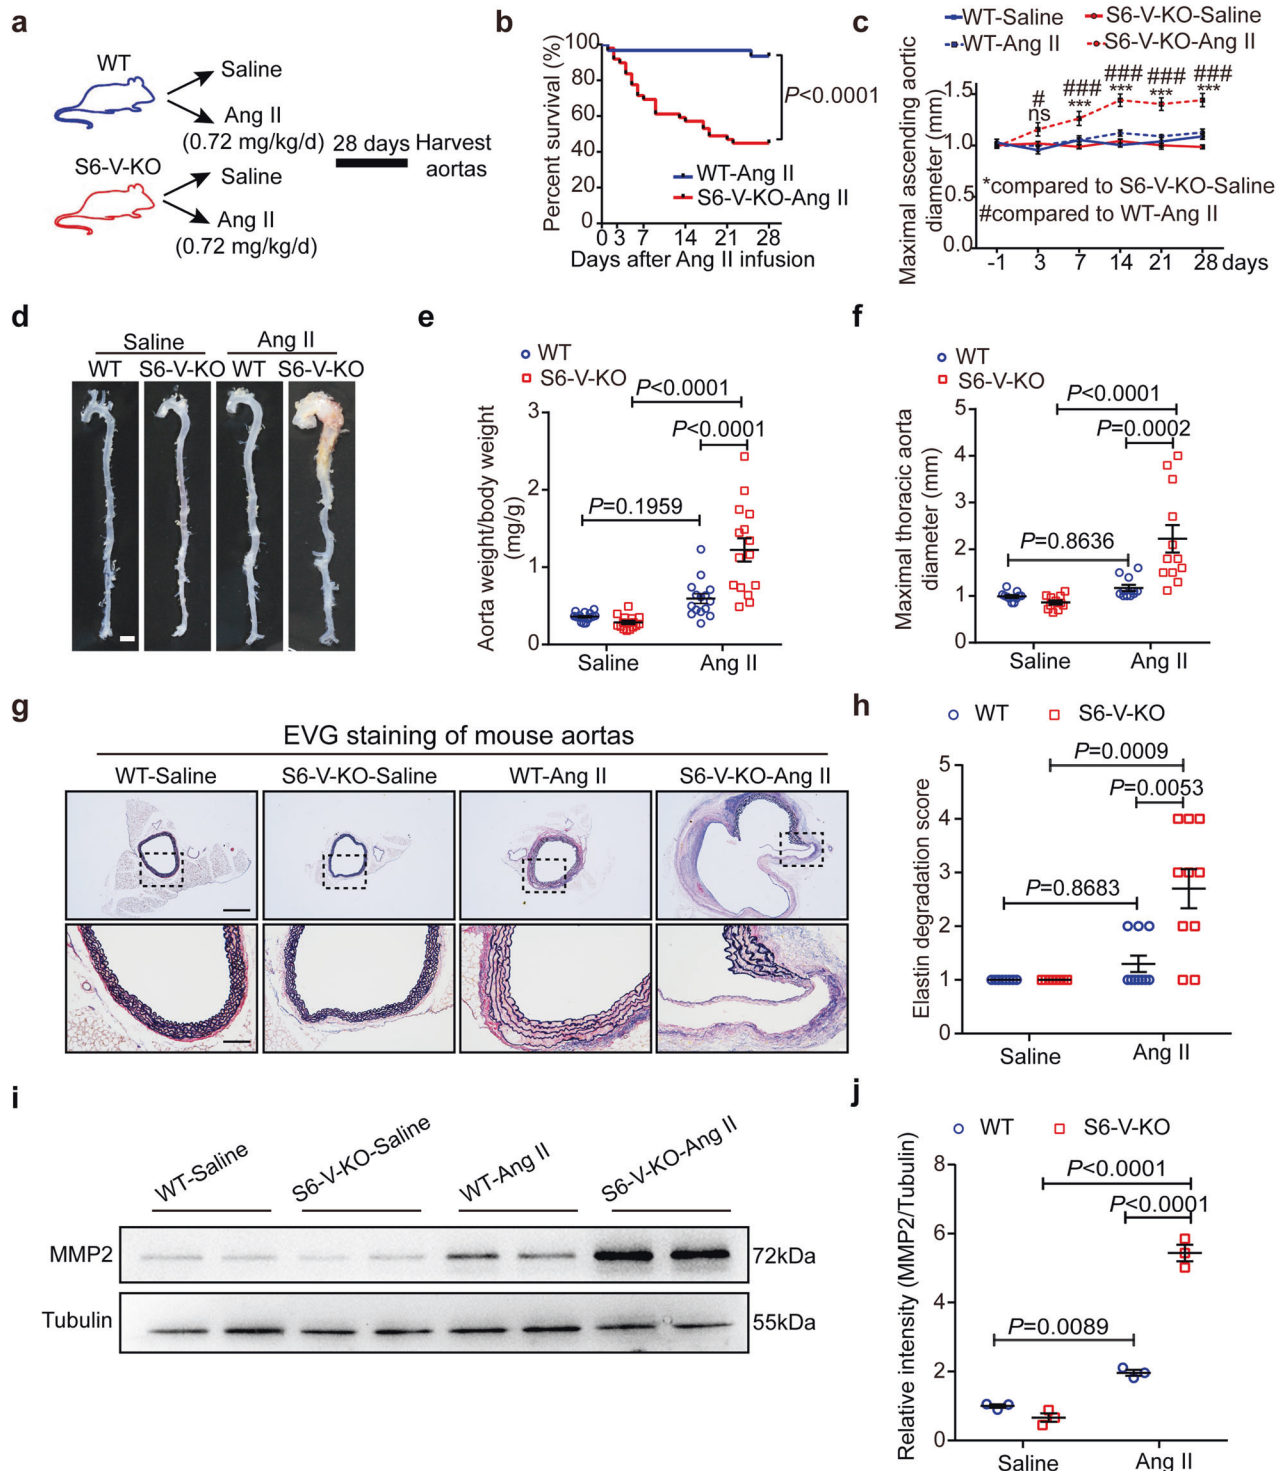 a
WT
Saline
Ang II
(0.72 mg/kg/d)
S6-V-KO
Saline
Ang II
(0.72 mg/kg/d)
28 days
Harvest
aortas
b
Percent survival (%)
100
80
60
40
20
0
P<0.0001
WT-Ang II
S6-V-KO-Ang II
0 3 7 14 21 28
Days after Ang II infusion
c
WT-Saline
S6-V-KO-Saline
WT-Ang II
S6-V-KO-Ang II
Maximal ascending aortic
diameter (mm)
1.5
1.0
0.5
0.0
# ### ### ### ###
ns *** *** *** ***
*compared to S6-V-KO-Saline
#compared to WT-Ang II
-1 3 7 14 21 28 days
d
Saline
Ang II
WT S6-V-KO WT S6-V-KO
e
WT
S6-V-KO
Aorta weight/body weight
(mg/g)
3
2
1
0
P<0.0001
P<0.0001
P=0.1959
Saline
Ang II
f
WT
S6-V-KO
Maximal thoracic aorta
diameter (mm)
5
4
3
2
1
0
P<0.0001
P=0.0002
P=0.8636
Saline
Ang II
g
EVG staining of mouse aortas
WT-Saline
S6-V-KO-Saline
WT-Ang II
S6-V-KO-Ang II
h
WT
S6-V-KO
Elastin degradation score
5
4
3
2
1
0
P=0.0009
P=0.0053
P=0.8683
Saline
Ang II
i
WT-Saline
S6-V-KO-Saline
WT-Ang II
S6-V-KO-Ang II
MMP2
72kDa
Tubulin
55kDa
j
WT
S6-V-KO
Relative intensity (MMP2/Tubulin)
8
6
4
2
0
P<0.0001
P<0.0001
P=0.0089
Saline
Ang II